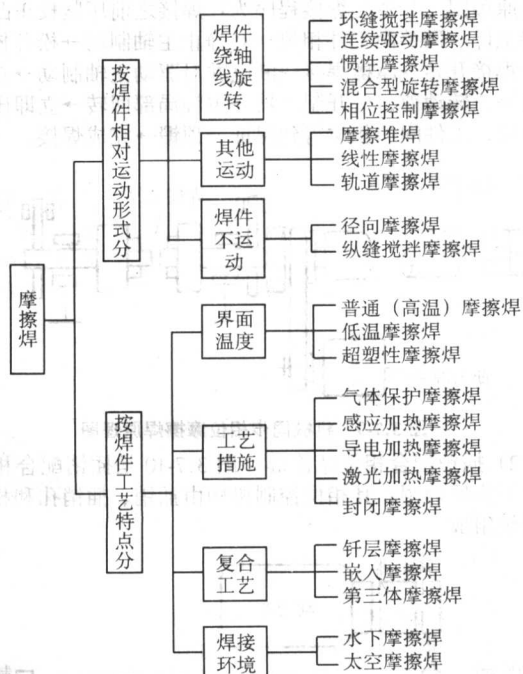 摩擦焊
按焊件相对运动形式分
焊件
绕轴
线旋
转
环缝搅拌摩擦焊
连续驱动摩擦焊
惯性摩擦焊
混合型旋转摩擦焊
相位控制摩擦焊
其他
运动
摩擦堆焊
线性摩擦焊
轨道摩擦焊
焊件
不运
动
径向摩擦焊
纵缝搅拌摩擦焊
按焊件工艺特点分
界面
温度
普通（高温）摩擦焊
低温摩擦焊
超塑性摩擦焊
工艺
措施
气体保护摩擦焊
感应加热摩擦焊
导电加热摩擦焊
激光加热摩擦焊
封闭摩擦焊
复合
工艺
钎层摩擦焊
嵌入摩擦焊
第三体摩擦焊
焊接
环境
水下摩擦焊
太空摩擦焊